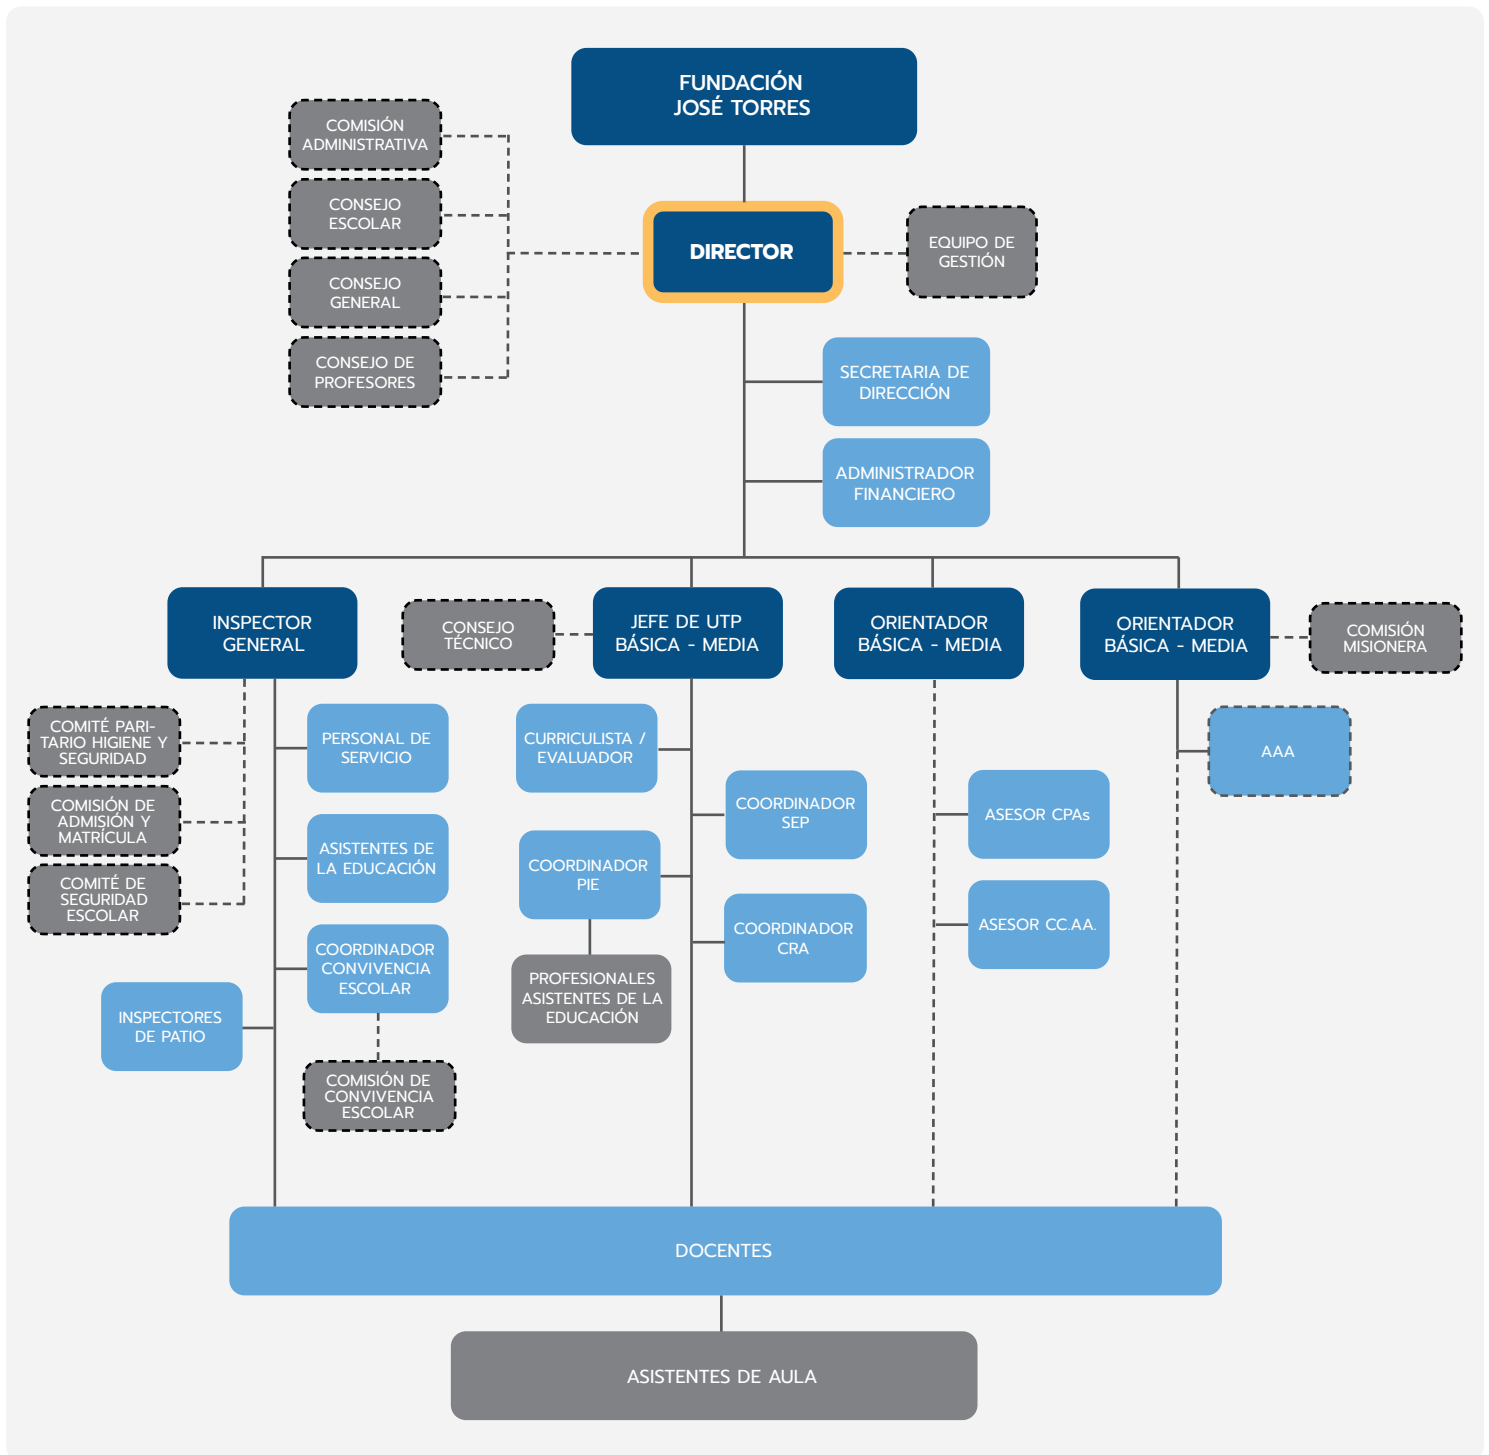 FUNDACIÓN
JOSÉ TORRES
COMISIÓN
ADMINISTRATIVA
CONSEJO
ESCOLAR
CONSEJO
GENERAL
CONSEJO DE
PROFESORES
DIRECTOR
EQUIPO DE
GESTIÓN
SECRETARIA DE
DIRECCIÓN
ADMINISTRADOR
FINANCIERO
INSPECTOR
GENERAL
CONSEJO
TÉCNICO
JEFE DE UTP
BÁSICA - MEDIA
ORIENTADOR
BÁSICA - MEDIA
ORIENTADOR
BÁSICA - MEDIA
COMISIÓN
MISIONERA
COMITÉ PARI-
TARIO HIGIENE Y
SEGURIDAD
COMISIÓN DE
ADMISIÓN Y
MATRÍCULA
COMITÉ DE
SEGURIDAD
ESCOLAR
PERSONAL DE
SERVICIO
ASISTENTES DE
LA EDUCACIÓN
COORDINADOR
CONVIVENCIA
ESCOLAR
INSPECTORES
DE PATIO
COMISIÓN DE
CONVIVENCIA
ESCOLAR
CURRICULISTA /
EVALUADOR
COORDINADOR
SEP
COORDINADOR
PIE
COORDINADOR
CRA
PROFESIONALES
ASISTENTES DE LA
EDUCACIÓN
ASESOR CPAs
ASESOR CC.AA.
AAA
DOCENTES
ASISTENTES DE AULA